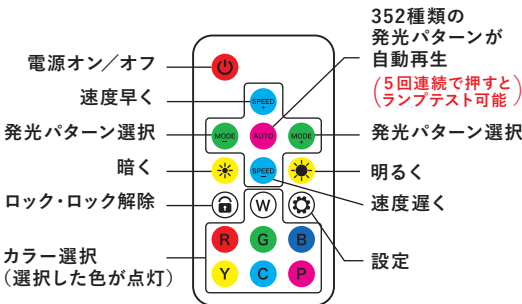 352種類の
発光パターンが
自動再生
(5回連続で押すと
ランプテスト可能)
電源オン／オフ
速度早く
SPEED
+
発光パターン選択
MODE
−
AUTO
MODE
+
発光パターン選択
暗く
SPEED
−
明るく
ロック・ロック解除
W
速度遅く
R
G
B
設定
カラー選択
(選択した色が点灯)
Y
C
P